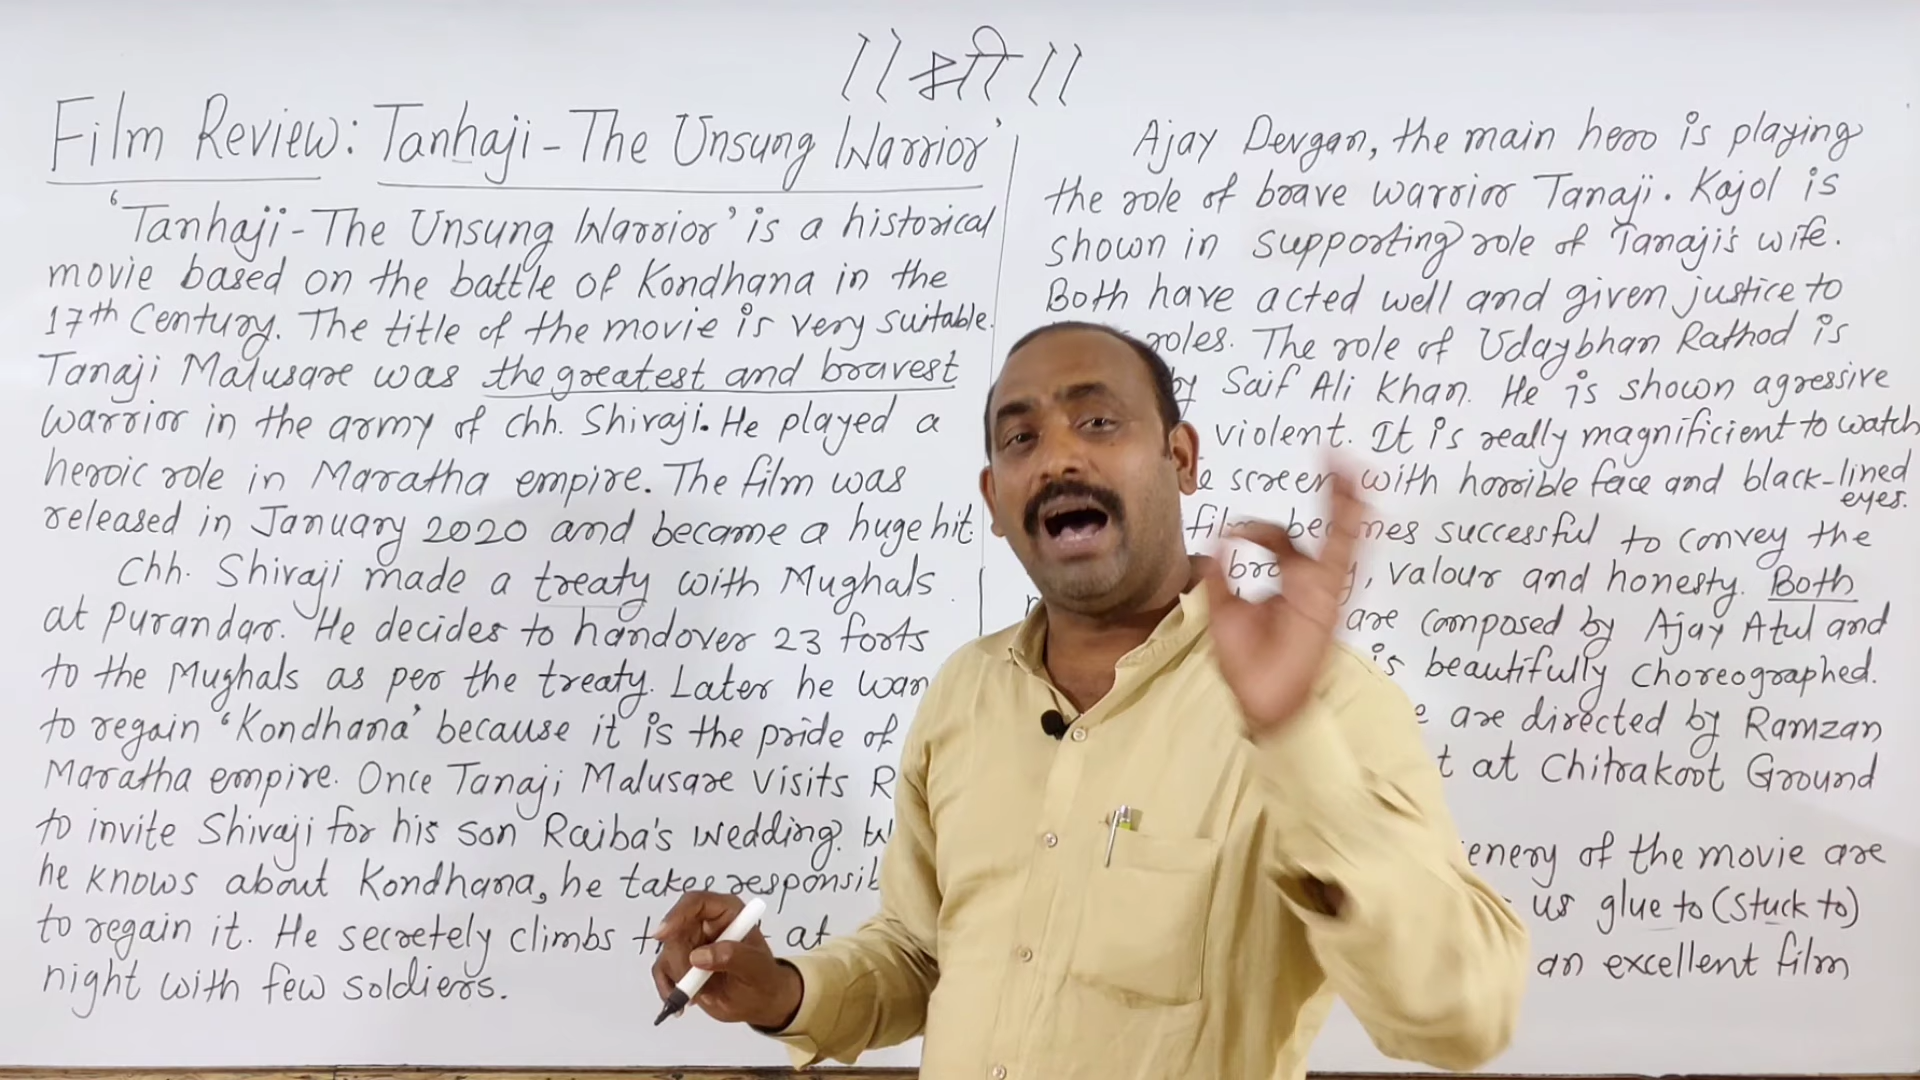 ।। श्री ।।
Film Review: Tanhaji - The Unsung Warrior'
'Tanhaji - The Unsung Warrior' is a historical
movie based on the battle of Kondhana in the
17th Century. The title of the movie is very suitable.
Tanaji Malusare was the greatest and bravest
warrior in the army of chh. Shivaji. He played a
heroic role in Maratha empire. The film was
released in January 2020 and became a huge hit.
Chh. Shivaji made a treaty with Mughals
at Purandar. He decides to handover 23 forts
to the Mughals as per the treaty. Later he
to regain 'Kondhana' because it is the pride of
Maratha empire. Once Tanaji Malusare visits
to invite Shivaji for his son Raiba's wedding.
he knows about Kondhana, he takes
to regain it. He secretely climbs at
night with few soldiers.
Ajay Devgan, the main hero is playing
the role of brave warrior Tanaji. Kajol is
shown in supporting role of Tanaji's wife.
Both have acted well and given justice to
roles. The role of Udaybhan Rathod is
by Saif Ali Khan. He is shown agressive
violent. It is really magnificient to watch
screen with horrible face and black-lined
eyes.
film becomes successful to convey the
valour and honesty. Both
are composed by Ajay Atul and
is beautifully choreographed.
are directed by Ramzan
at Chitrakoot Ground
of the movie are
us glue to (stuck to)
an excellent film